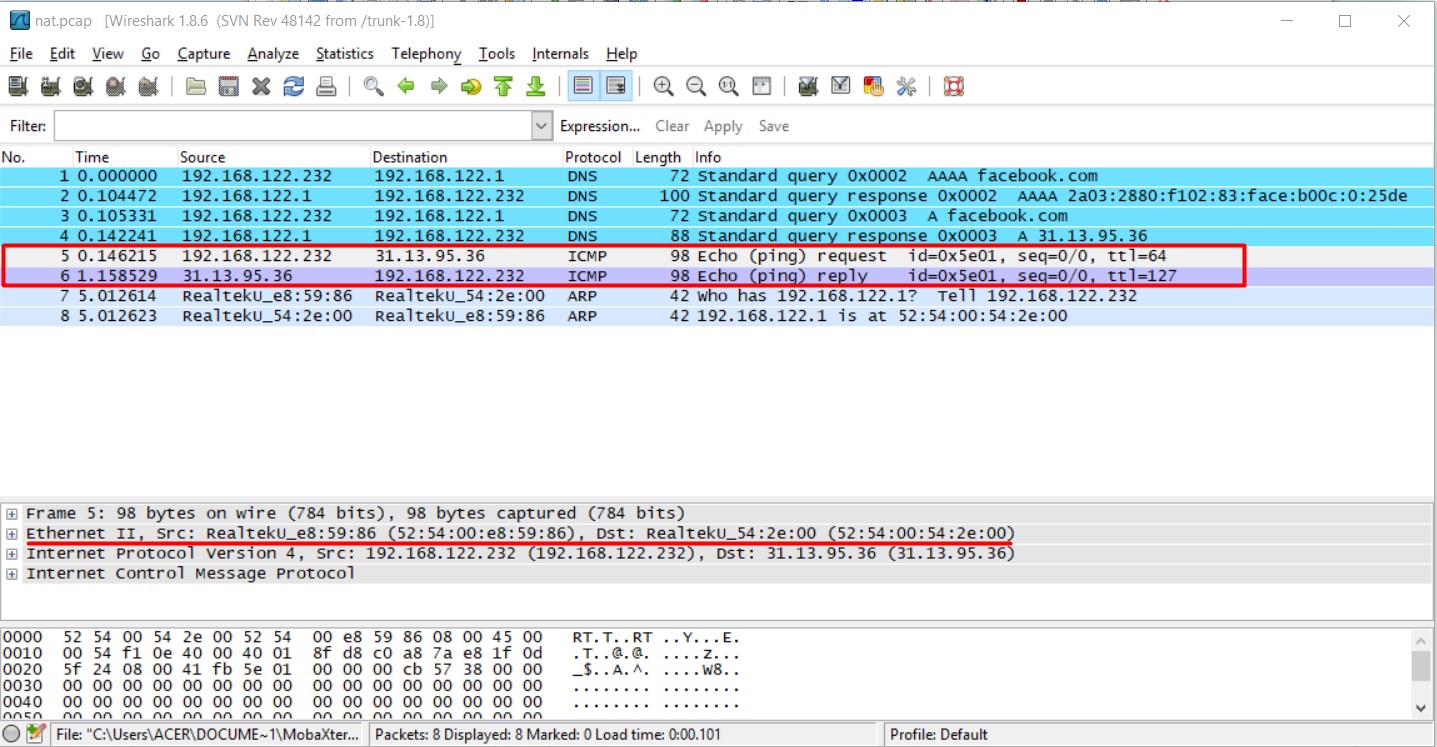 nat.pcap [Wireshark 1.8.6 (SVN Rev 48142 from /trunk-1.8)]
File Edit View Go Capture Analyze Statistics Telephony Tools Internals Help
Filter: Expression... Clear Apply Save
No. Time Source Destination Protocol Length Info
1 0.000000 192.168.122.232 192.168.122.1 DNS 72 Standard query 0x0002 AAAA facebook.com
2 0.104472 192.168.122.1 192.168.122.232 DNS 100 Standard query response 0x0002 AAAA 2a03:2880:f102:83:face:b00c:0:25de
3 0.105331 192.168.122.232 192.168.122.1 DNS 72 Standard query 0x0003 A facebook.com
4 0.142241 192.168.122.1 192.168.122.232 DNS 88 Standard query response 0x0003 A 31.13.95.36
5 0.146215 192.168.122.232 31.13.95.36 ICMP 98 Echo (ping) request id=0x5e01, seq=0/0, ttl=64
6 1.158529 31.13.95.36 192.168.122.232 ICMP 98 Echo (ping) reply id=0x5e01, seq=0/0, ttl=127
7 5.012614 RealtekU_e8:59:86 RealtekU_54:2e:00 ARP 42 who has 192.168.122.1? Tell 192.168.122.232
8 5.012623 RealtekU_54:2e:00 RealtekU_e8:59:86 ARP 42 192.168.122.1 is at 52:54:00:54:2e:00
Frame 5: 98 bytes on wire (784 bits), 98 bytes captured (784 bits)
Ethernet II, Src: RealtekU_e8:59:86 (52:54:00:e8:59:86), Dst: RealtekU_54:2e:00 (52:54:00:54:2e:00)
Internet Protocol Version 4, Src: 192.168.122.232 (192.168.122.232), Dst: 31.13.95.36 (31.13.95.36)
Internet Control Message Protocol
0000 52 54 00 54 2e 00 52 54 00 e8 59 86 08 00 45 00 RT.T..RT ..Y...E.
0010 00 54 f1 0e 40 00 40 01 8f d8 c0 a8 7a e8 1f 0d .T..@.@. ....z...
0020 5f 24 08 00 41 fb 5e 01 00 00 00 cb 57 38 00 00 _$..A.^. ....W8..
0030 00 00 00 00 00 00 00 00 00 00 00 00 00 00 00 00 ........ ........
0040 00 00 00 00 00 00 00 00 00 00 00 00 00 00 00 00 ........ ........
0050 00 00 00 00 00 00 00 00 00 00 00 00 00 00 00 00
File: "C:\Users\ACER\DOCUME~1\MobaXter... Packets: 8 Displayed: 8 Marked: 0 Load time: 0:00.101 Profile: Default